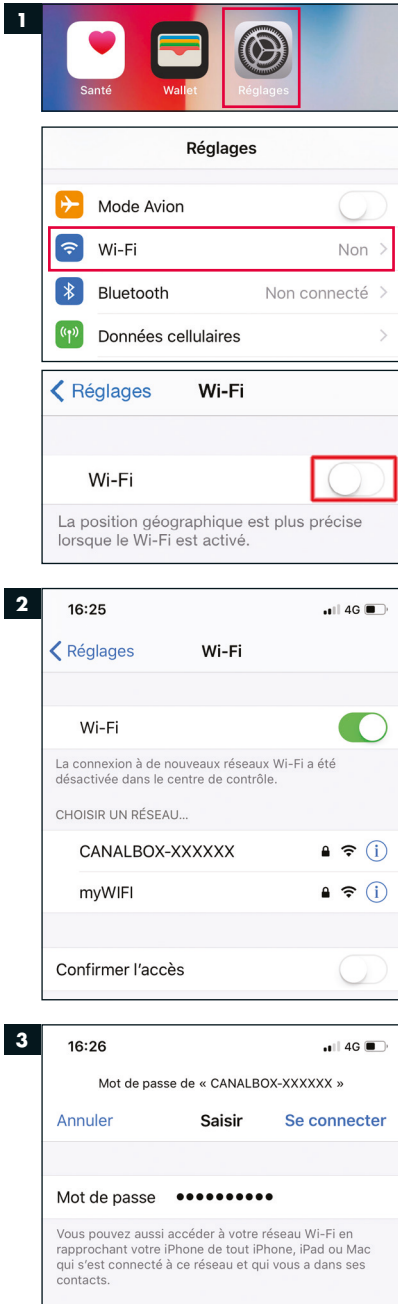 1
Santé Wallet Réglages
Réglages
Mode Avion
Wi-Fi Non
Bluetooth Non connecté
Données cellulaires
Réglages Wi-Fi
Wi-Fi
La position géographique est plus précise
lorsque le Wi-Fi est activé.
2
16:25 4G
Réglages Wi-Fi
Wi-Fi
La connexion à de nouveaux réseaux Wi-Fi a été
désactivée dans le centre de contrôle.
CHOISIR UN RÉSEAU...
CANALBOX-XXXXXX
myWIFI
Confirmer l'accès
3
16:26 4G
Mot de passe de « CANALBOX-XXXXXX »
Annuler Saisir Se connecter
Mot de passe ●●●●●●●●●●
Vous pouvez aussi accéder à votre réseau Wi-Fi en
rapprochant votre iPhone de tout iPhone, iPad ou Mac
qui s'est connecté à ce réseau et qui vous a dans ses
contacts.